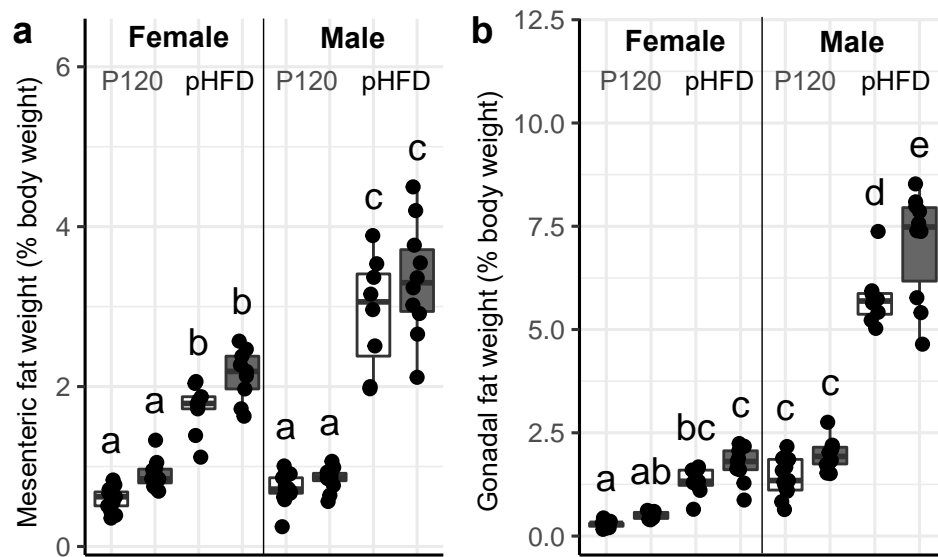 a
Female
Male
P120
pHFD
P120
pHFD
Mesenteric fat weight (% body weight)
6
4
2
0
a
a
b
b
a
a
c
c
b
Female
Male
P120
pHFD
P120
pHFD
Gonadal fat weight (% body weight)
12.5
10.0
7.5
5.0
2.5
0.0
a
ab
bc
c
c
c
d
e